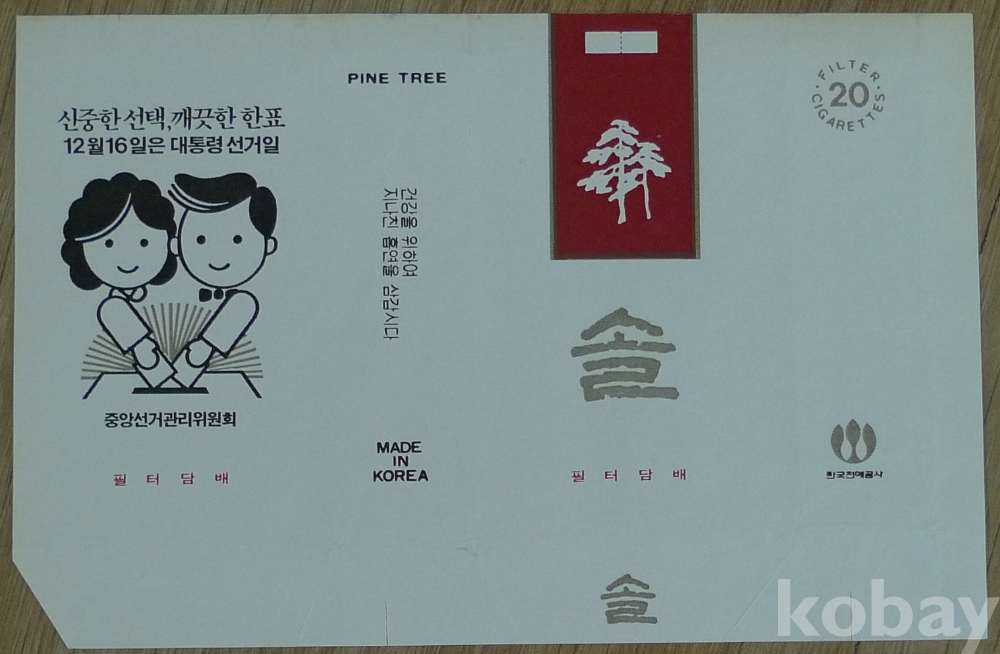 신중한 선택, 깨끗한 한표
12월16일은 대통령 선거일
중앙선거관리위원회
필터담배
PINE TREE
건강을 위하여
지나친 흡연을 삼갑시다
MADE
IN
KOREA
솔
필터담배
솔
FILTER
20
CIGARETTES
한국전매공사
kobay